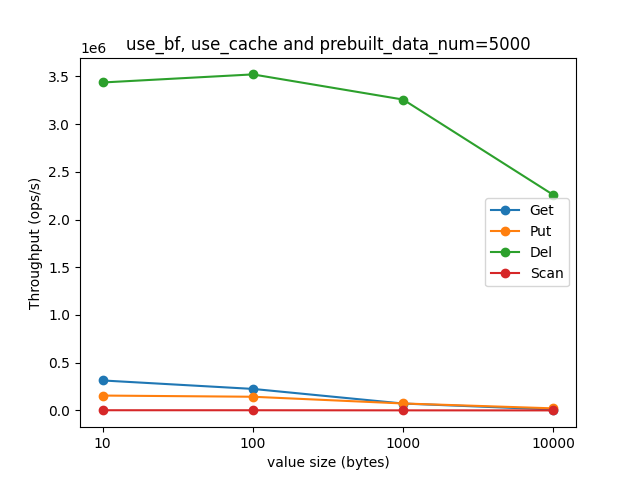 use_bf, use_cache and prebuilt_data_num=5000
1e6
3.5
3.0
2.5
2.0
1.5
1.0
0.5
0.0
Throughput (ops/s)
Get
Put
Del
Scan
10
100
1000
10000
value size (bytes)